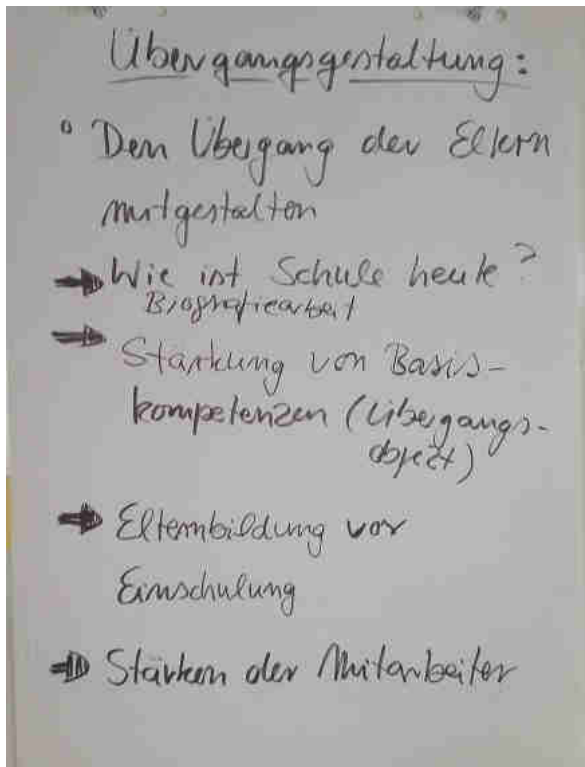 Übergangsgestaltung:
° Den Übergang der Eltern
mitgestalten
➡ Wie ist Schule heute?
Biografiearbeit
➡ Stärkung von Basis-
kompetenzen (Übergangs-
object)
➡ Elternbildung vor
Einschulung
➡ Stärken der Mitarbeiter